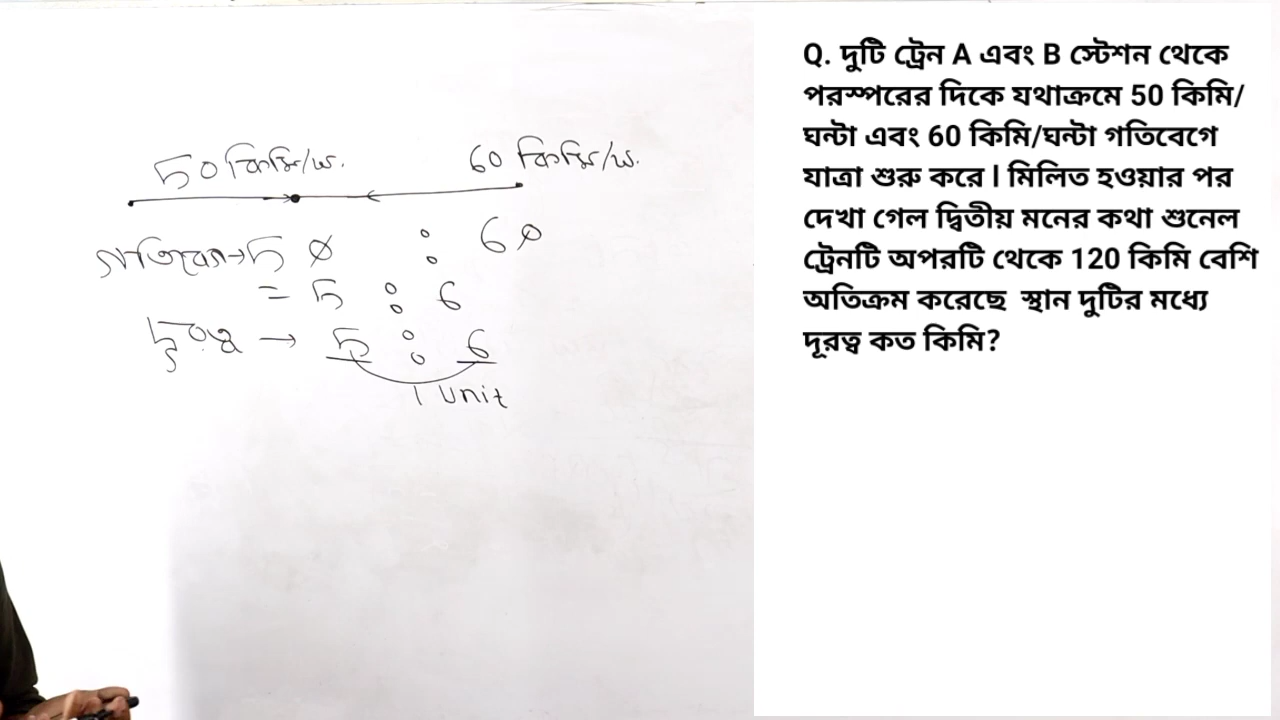 50 কিমি/ঘ. 60 কিমি/ঘ.
গতিবেগ → 50 : 60
= 5 : 6
দূরত্ব → 5 : 6
1 Unit
Q. দুটি ট্রেন A এবং B স্টেশন থেকে
পরস্পরের দিকে যথাক্রমে 50 কিমি/
ঘন্টা এবং 60 কিমি/ঘন্টা গতিবেগে
যাত্রা শুরু করে l মিলিত হওয়ার পর
দেখা গেল দ্বিতীয় মনের কথা শুনেল
ট্রেনটি অপরটি থেকে 120 কিমি বেশি
অতিক্রম করেছে স্থান দুটির মধ্যে
দূরত্ব কত কিমি?